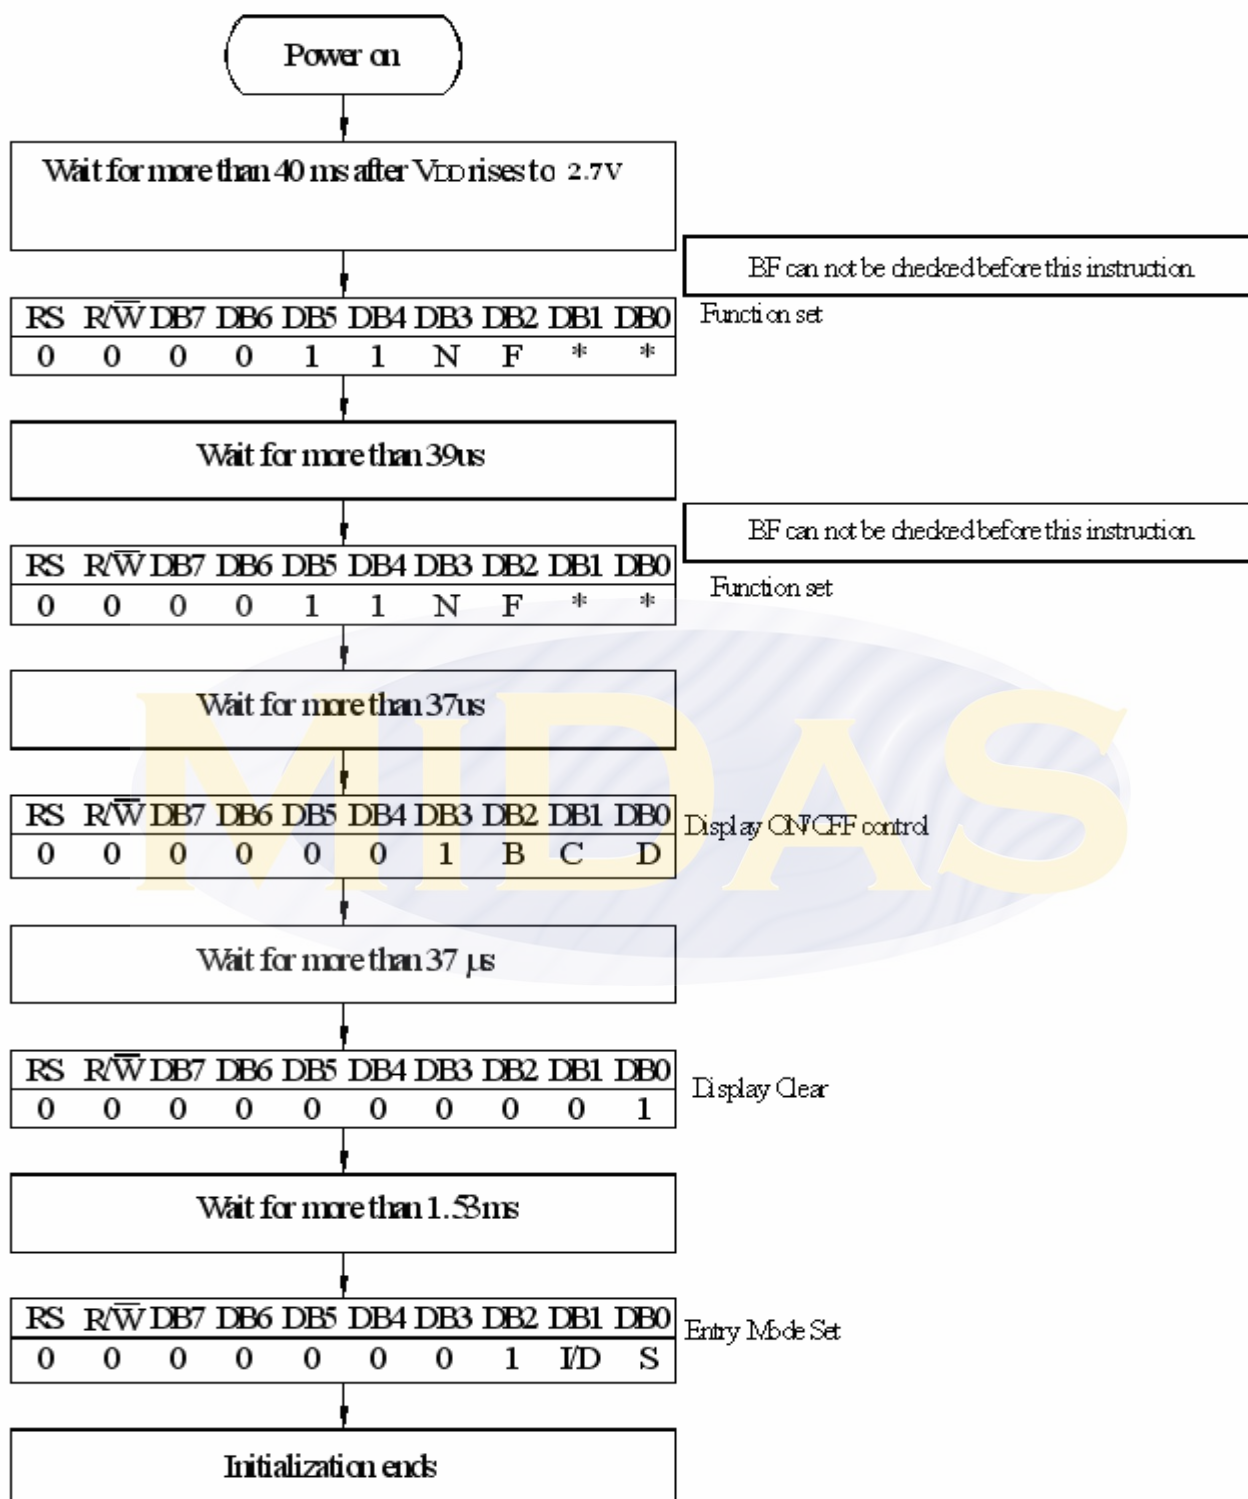 Power on
Wait for more than 40 ms after VDD rises to 2.7V
BF can not be checked before this instruction.
RS R/W̅ DB7 DB6 DB5 DB4 DB3 DB2 DB1 DB0
Function set
0 0 0 0 1 1 N F * *
Wait for more than 39us
BF can not be checked before this instruction.
RS R/W̅ DB7 DB6 DB5 DB4 DB3 DB2 DB1 DB0
Function set
0 0 0 0 1 1 N F * *
Wait for more than 37us
RS R/W̅ DB7 DB6 DB5 DB4 DB3 DB2 DB1 DB0
Display ON/OFF control
0 0 0 0 0 0 1 B C D
MIDAS
Wait for more than 37 μs
RS R/W̅ DB7 DB6 DB5 DB4 DB3 DB2 DB1 DB0
Display Clear
0 0 0 0 0 0 0 0 0 1
Wait for more than 1.53ms
RS R/W̅ DB7 DB6 DB5 DB4 DB3 DB2 DB1 DB0
Entry Mode Set
0 0 0 0 0 0 0 1 I/D S
Initialization ends